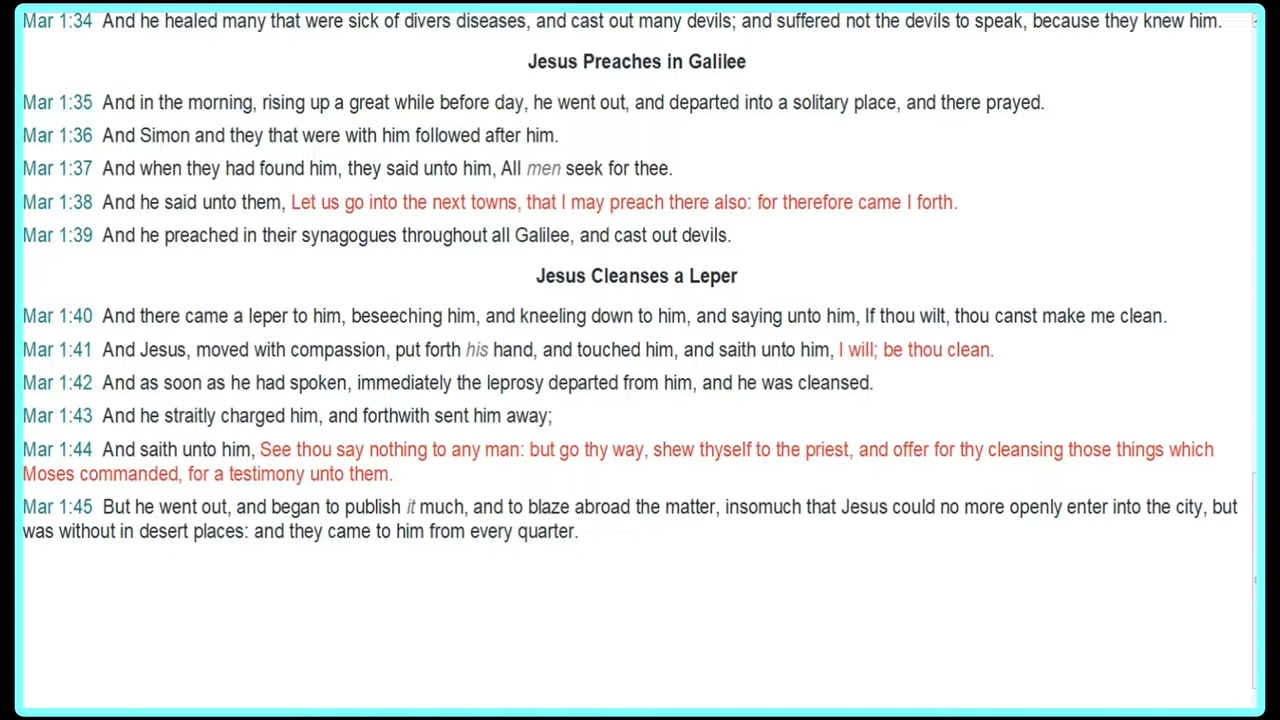 Mar 1:34 And he healed many that were sick of divers diseases, and cast out many devils; and suffered not the devils to speak, because they knew him.
Jesus Preaches in Galilee
Mar 1:35 And in the morning, rising up a great while before day, he went out, and departed into a solitary place, and there prayed.
Mar 1:36 And Simon and they that were with him followed after him.
Mar 1:37 And when they had found him, they said unto him, All men seek for thee.
Mar 1:38 And he said unto them, Let us go into the next towns, that I may preach there also: for therefore came I forth.
Mar 1:39 And he preached in their synagogues throughout all Galilee, and cast out devils.
Jesus Cleanses a Leper
Mar 1:40 And there came a leper to him, beseeching him, and kneeling down to him, and saying unto him, If thou wilt, thou canst make me clean.
Mar 1:41 And Jesus, moved with compassion, put forth his hand, and touched him, and saith unto him, I will; be thou clean.
Mar 1:42 And as soon as he had spoken, immediately the leprosy departed from him, and he was cleansed.
Mar 1:43 And he straitly charged him, and forthwith sent him away;
Mar 1:44 And saith unto him, See thou say nothing to any man: but go thy way, shew thyself to the priest, and offer for thy cleansing those things which
Moses commanded, for a testimony unto them.
Mar 1:45 But he went out, and began to publish it much, and to blaze abroad the matter, insomuch that Jesus could no more openly enter into the city, but
was without in desert places: and they came to him from every quarter.